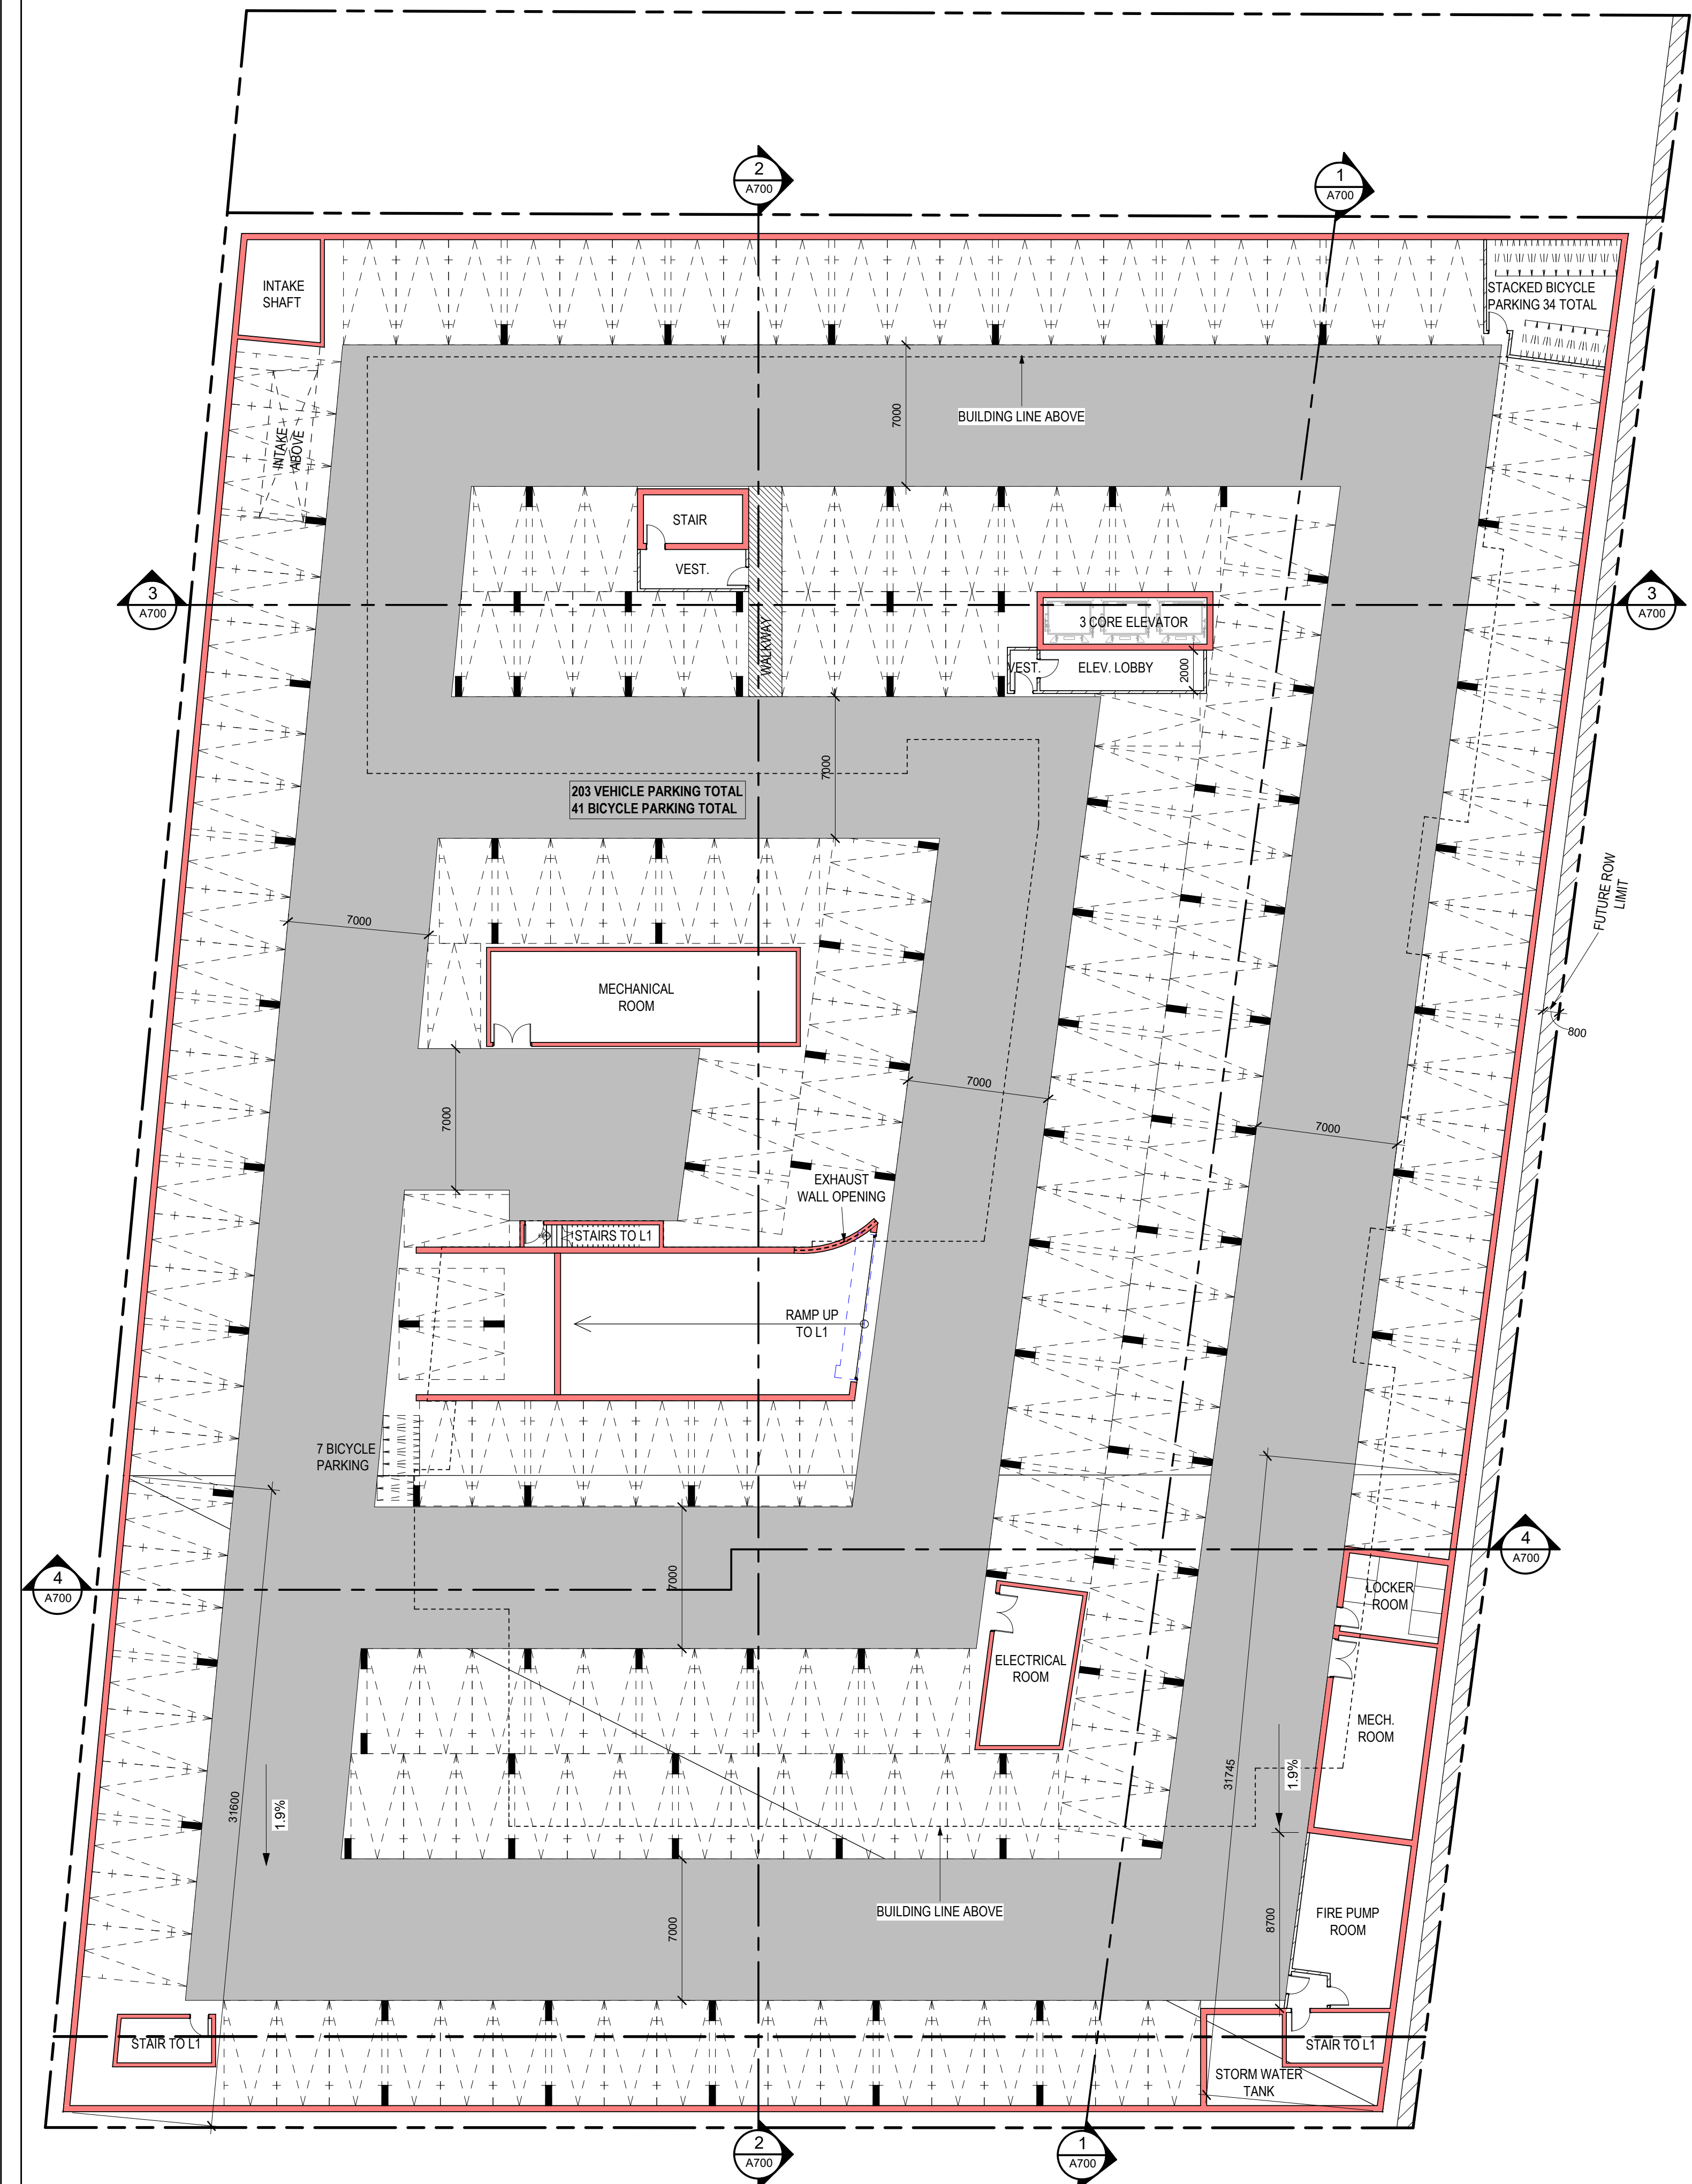 2
A700
1
A700
INTAKE
SHAFT
STACKED BICYCLE
PARKING 34 TOTAL
7000
BUILDING LINE ABOVE
INTAKE
ABOVE
STAIR
VEST.
WALKWAY
3
A700
3
A700
3 CORE ELEVATOR
VEST.
ELEV. LOBBY
2000
7000
203 VEHICLE PARKING TOTAL
41 BICYCLE PARKING TOTAL
FUTURE ROW
LIMIT
7000
MECHANICAL
ROOM
800
7000
7000
7000
EXHAUST
WALL OPENING
STAIRS TO L1
RAMP UP
TO L1
7 BICYCLE
PARKING
4
A700
4
A700
7000
LOCKER
ROOM
ELECTRICAL
ROOM
MECH.
ROOM
31600
1.9%
31745
1.9%
BUILDING LINE ABOVE
7000
8700
FIRE PUMP
ROOM
STAIR TO L1
STAIR TO L1
STORM WATER
TANK
2
A700
1
A700